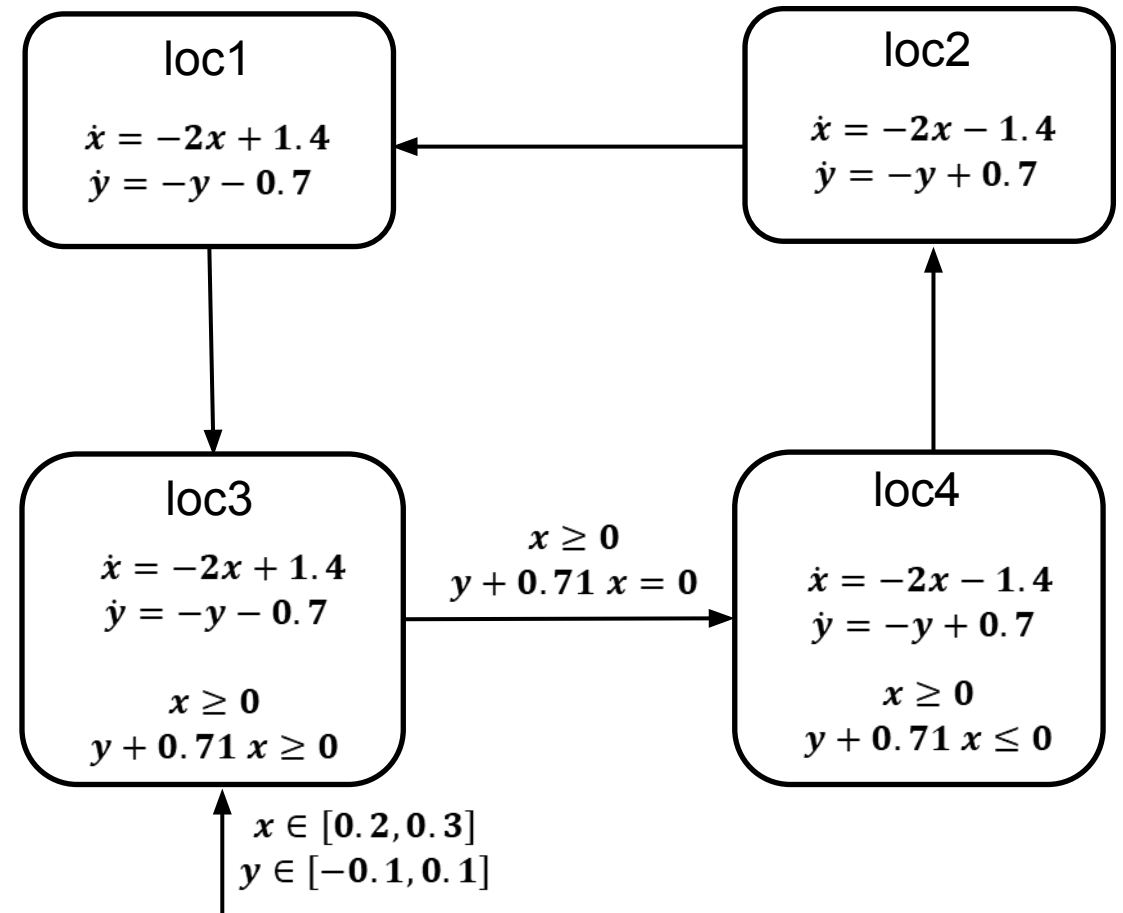 loc1
ẋ = −2x + 1.4
ẏ = −y − 0.7
loc2
ẋ = −2x − 1.4
ẏ = −y + 0.7
loc3
ẋ = −2x + 1.4
ẏ = −y − 0.7
x ≥ 0
y + 0.71 x ≥ 0
x ≥ 0
y + 0.71 x = 0
loc4
ẋ = −2x − 1.4
ẏ = −y + 0.7
x ≥ 0
y + 0.71 x ≤ 0
x ∈ [0.2,0.3]
y ∈ [−0.1,0.1]